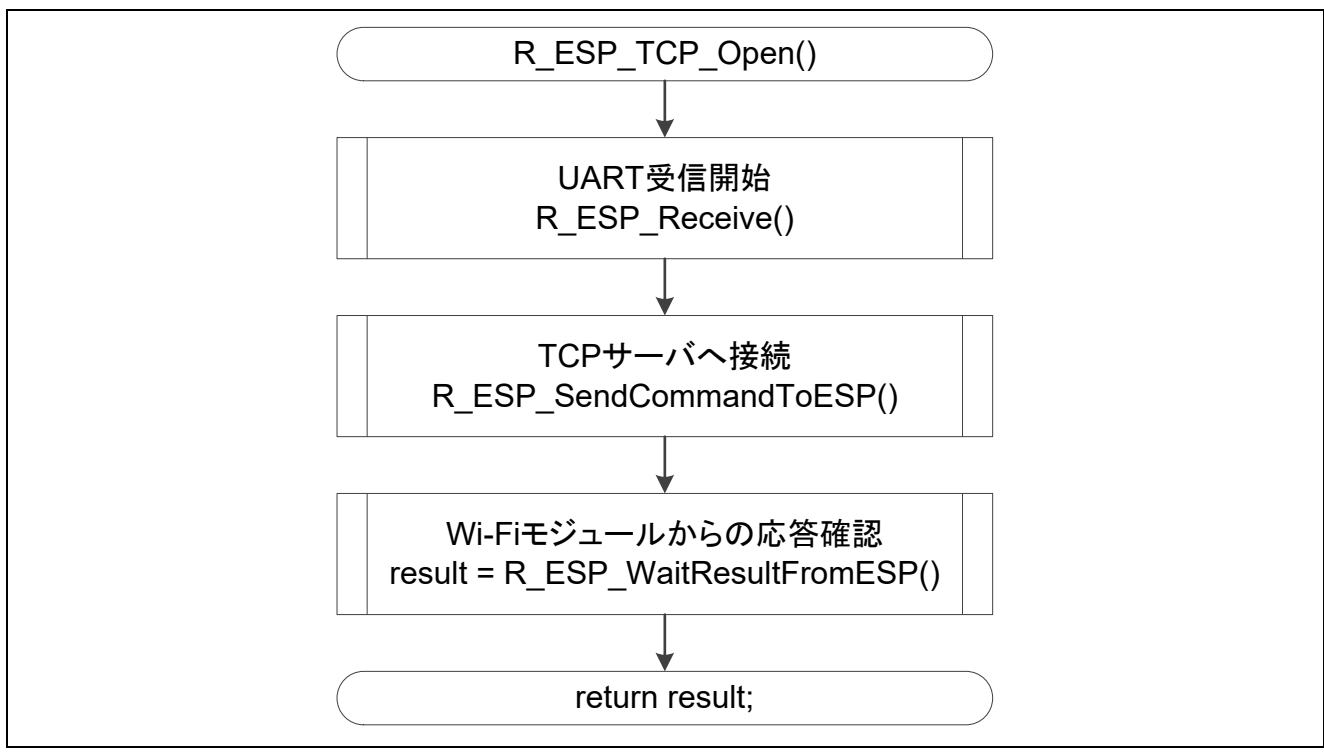 R_ESP_TCP_Open()
UART受信開始
R_ESP_Receive()
TCPサーバへ接続
R_ESP_SendCommandToESP()
Wi-Fiモジュールからの応答確認
result = R_ESP_WaitResultFromESP()
return result;